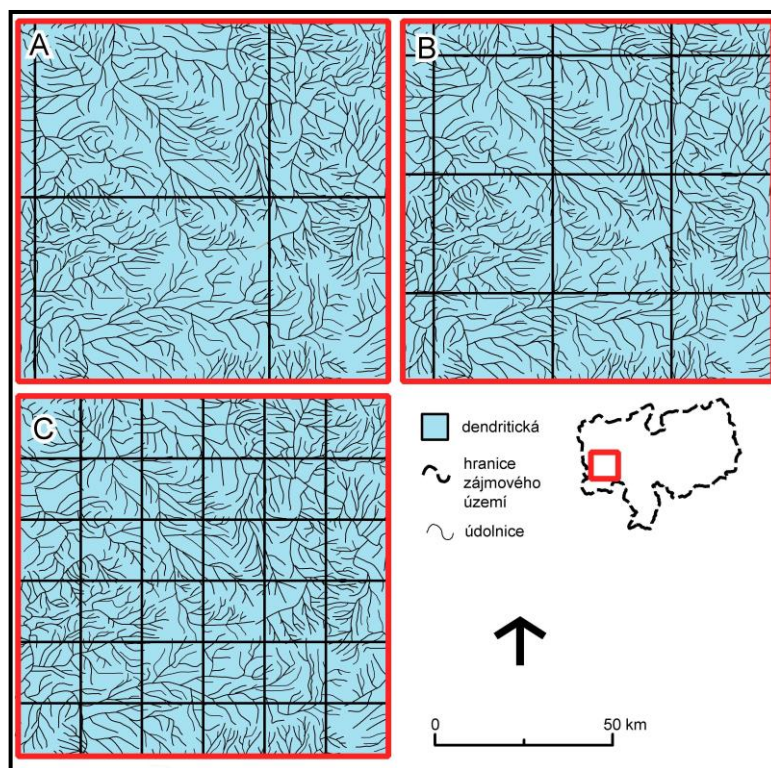 A
B
C
dendritická
hranice
zájmového
území
údolnice
0
50 km